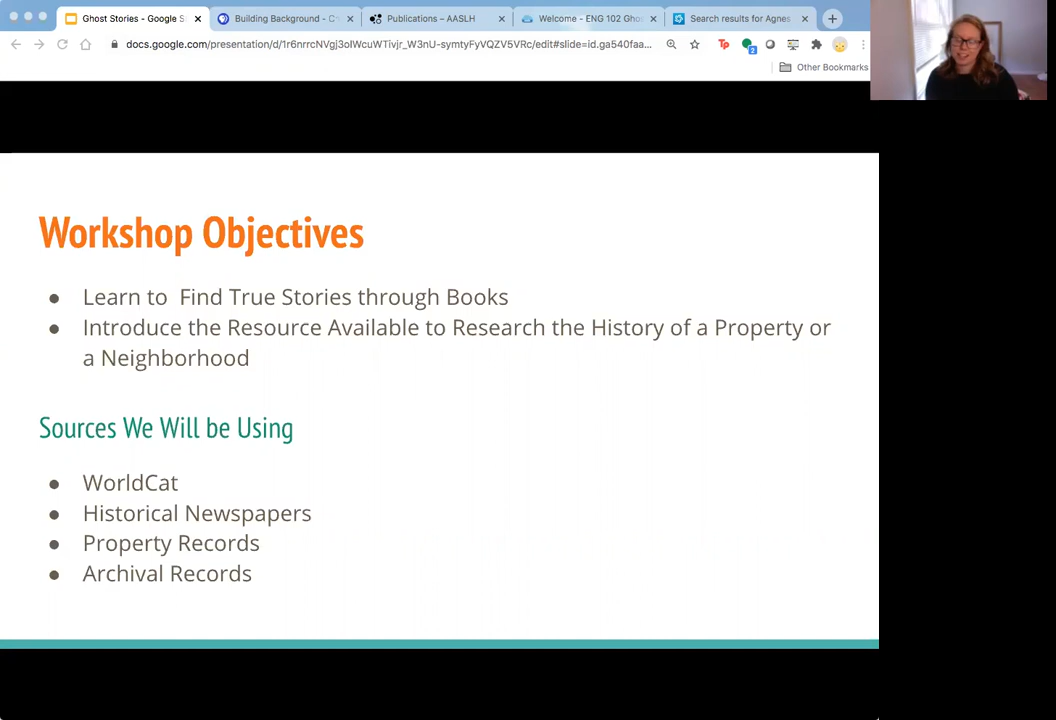 Ghost Stories - Google S
Building Background - C
Publications – AASLH
Welcome - ENG 102 Gho
Search results for Agnes
docs.google.com/presentation/d/1r6nrrcNVgj3oIWcuWTivjr_W3nU-symtyFyVQZV5VRc/edit#slide=id.ga540faa...
Tp
2
Other Bookmarks
Workshop Objectives
● Learn to  Find True Stories through Books
● Introduce the Resource Available to Research the History of a Property or
a Neighborhood
Sources We Will be Using
● WorldCat
● Historical Newspapers
● Property Records
● Archival Records